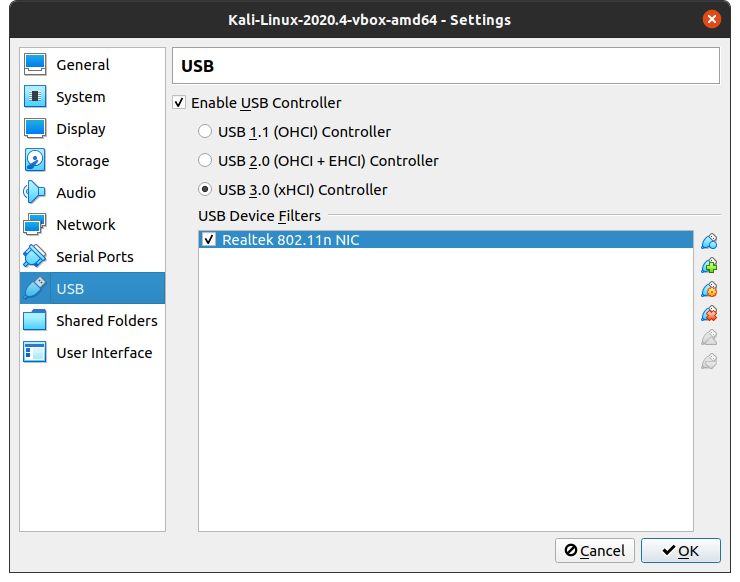 Kali-Linux-2020.4-vbox-amd64 - Settings
General
System
Display
Storage
Audio
Network
Serial Ports
USB
Shared Folders
User Interface
USB
Enable USB Controller
USB 1.1 (OHCI) Controller
USB 2.0 (OHCI + EHCI) Controller
USB 3.0 (xHCI) Controller
USB Device Filters
Realtek 802.11n NIC
Cancel
OK